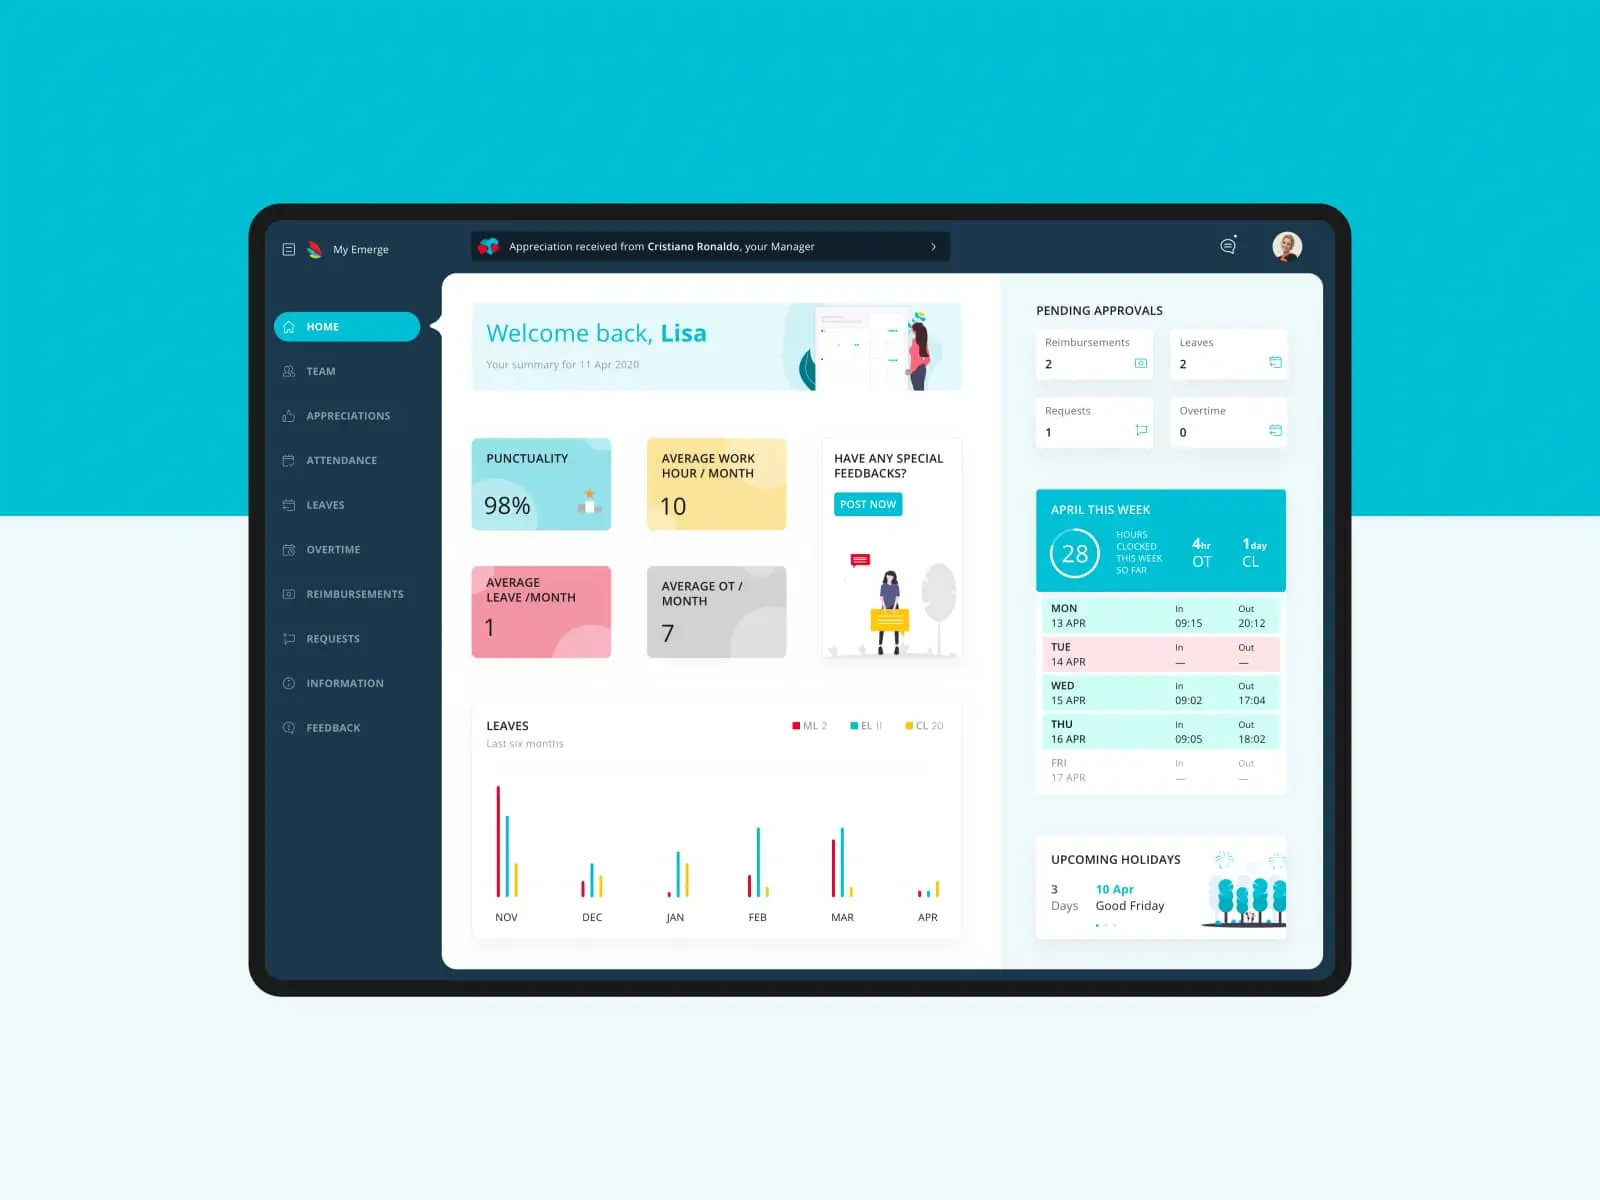 My Emerge
Appreciation received from Cristiano Ronaldo, your Manager
HOME
TEAM
APPRECIATIONS
ATTENDANCE
LEAVES
OVERTIME
REIMBURSEMENTS
REQUESTS
INFORMATION
FEEDBACK
Welcome back, Lisa
Your summary for 11 Apr 2020
PUNCTUALITY
98%
AVERAGE WORK
HOUR / MONTH
10
AVERAGE
LEAVE /MONTH
1
AVERAGE OT /
MONTH
7
HAVE ANY SPECIAL
FEEDBACKS?
POST NOW
LEAVES
Last six months
ML 2 EL 11 CL 20
NOV DEC JAN FEB MAR APR
PENDING APPROVALS
Reimbursements
2
Leaves
2
Requests
1
Overtime
0
APRIL THIS WEEK
28
HOURS
CLOCKED
THIS WEEK
SO FAR
4hr
OT
1day
CL
MON In Out
13 APR 09:15 20:12
TUE In Out
14 APR — —
WED In Out
15 APR 09:02 17:04
THU In Out
16 APR 09:05 18:02
FRI In Out
17 APR — —
UPCOMING HOLIDAYS
3 10 Apr
Days Good Friday